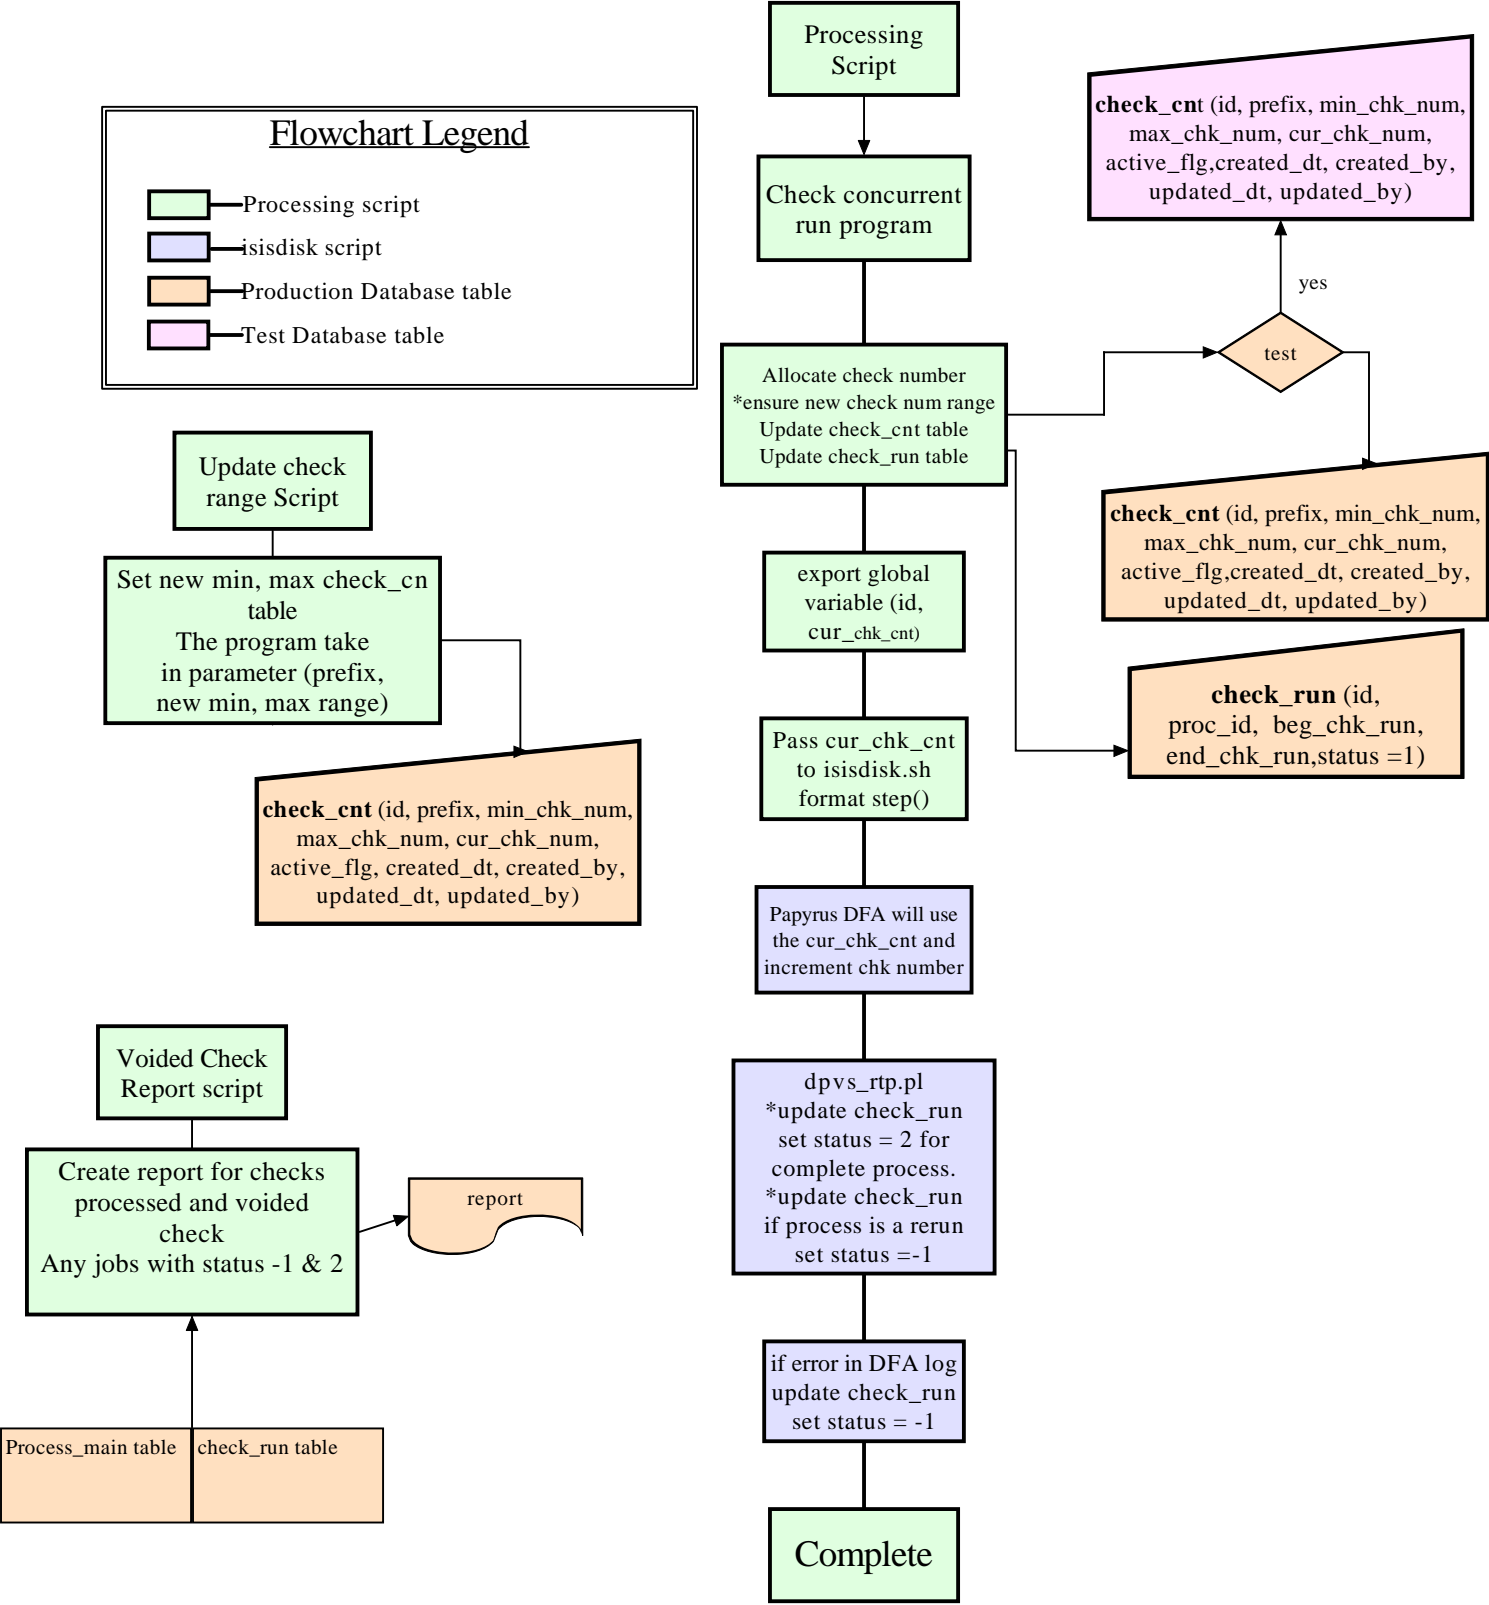 Processing
Script
Flowchart Legend
Processing script
isisdisk script
Production Database table
Test Database table
Check concurrent
run program
check_cnt (id, prefix, min_chk_num,
max_chk_num, cur_chk_num,
active_flg,created_dt, created_by,
updated_dt, updated_by)
yes
test
Allocate check number
*ensure new check num range
Update check_cnt table
Update check_run table
check_cnt (id, prefix, min_chk_num,
max_chk_num, cur_chk_num,
active_flg,created_dt, created_by,
updated_dt, updated_by)
check_run (id,
proc_id, beg_chk_run,
end_chk_run,status =1)
Update check
range Script
Set new min, max check_cn
table
The program take
in parameter (prefix,
new min, max range)
check_cnt (id, prefix, min_chk_num,
max_chk_num, cur_chk_num,
active_flg, created_dt, created_by,
updated_dt, updated_by)
export global
variable (id,
cur_chk_cnt)
Pass cur_chk_cnt
to isisdisk.sh
format step()
Papyrus DFA will use
the cur_chk_cnt and
increment chk number
dpvs_rtp.pl
*update check_run
set status = 2 for
complete process.
*update check_run
if process is a rerun
set status =-1
if error in DFA log
update check_run
set status = -1
Complete
Voided Check
Report script
Create report for checks
processed and voided
check
Any jobs with status -1 & 2
report
Process_main table
check_run table